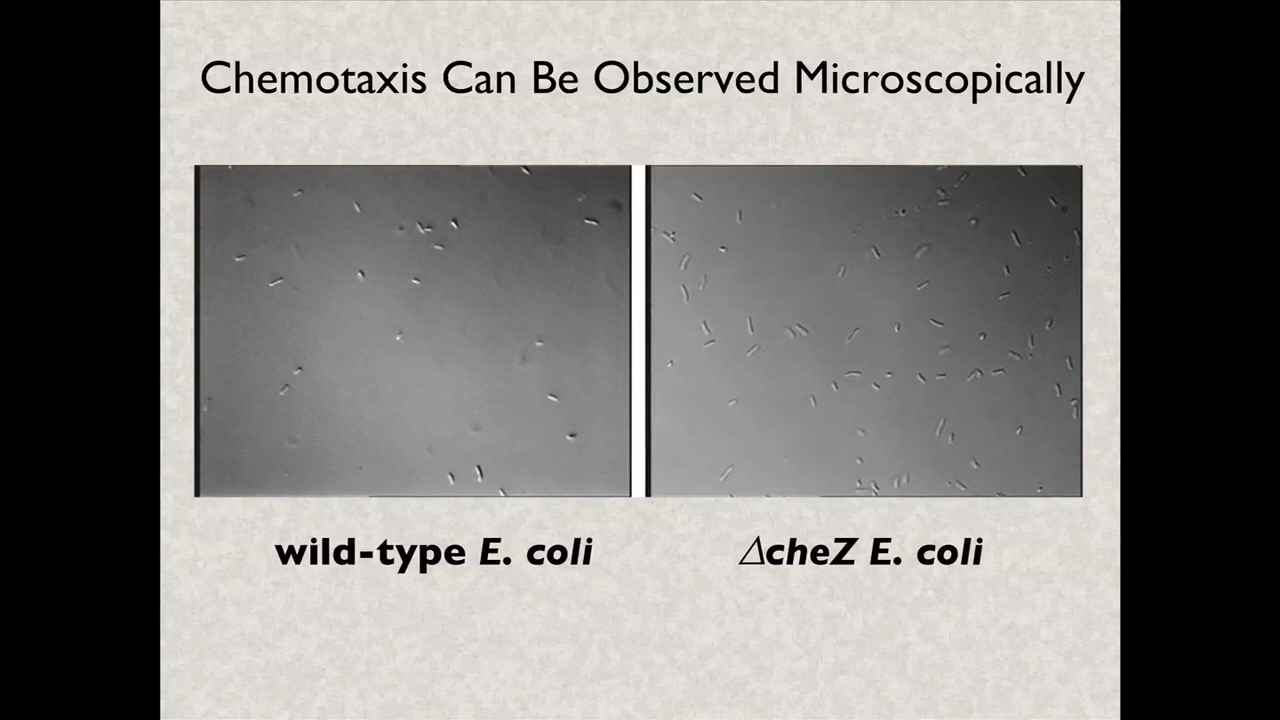 Chemotaxis Can Be Observed Microscopically
wild-type E. coli
ΔcheZ E. coli